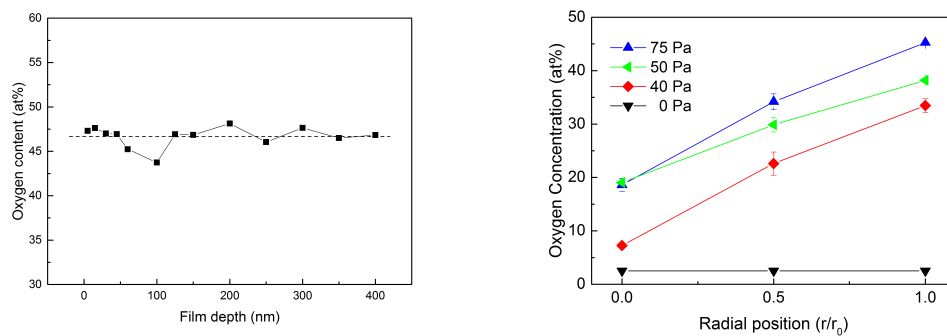 60
55
50
45
40
35
30
Oxygen content (at%)
0 100 200 300 400
Film depth (nm)
50
40
30
20
10
0
Oxygen Concentration (at%)
75 Pa
50 Pa
40 Pa
0 Pa
0.0 0.5 1.0
Radial position (r/r₀)